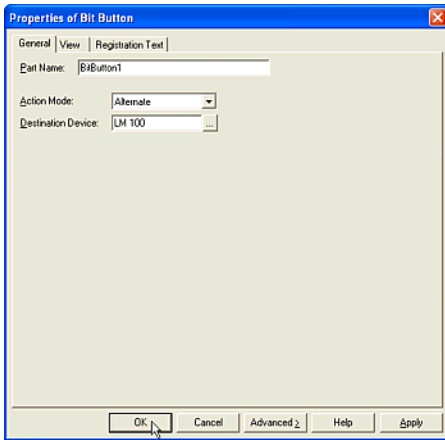 Properties of Bit Button
General View Registration Text
Part Name: BitButton1
Action Mode: Alternate
Destination Device: LM 100 ...
OK Cancel Advanced > Help Apply